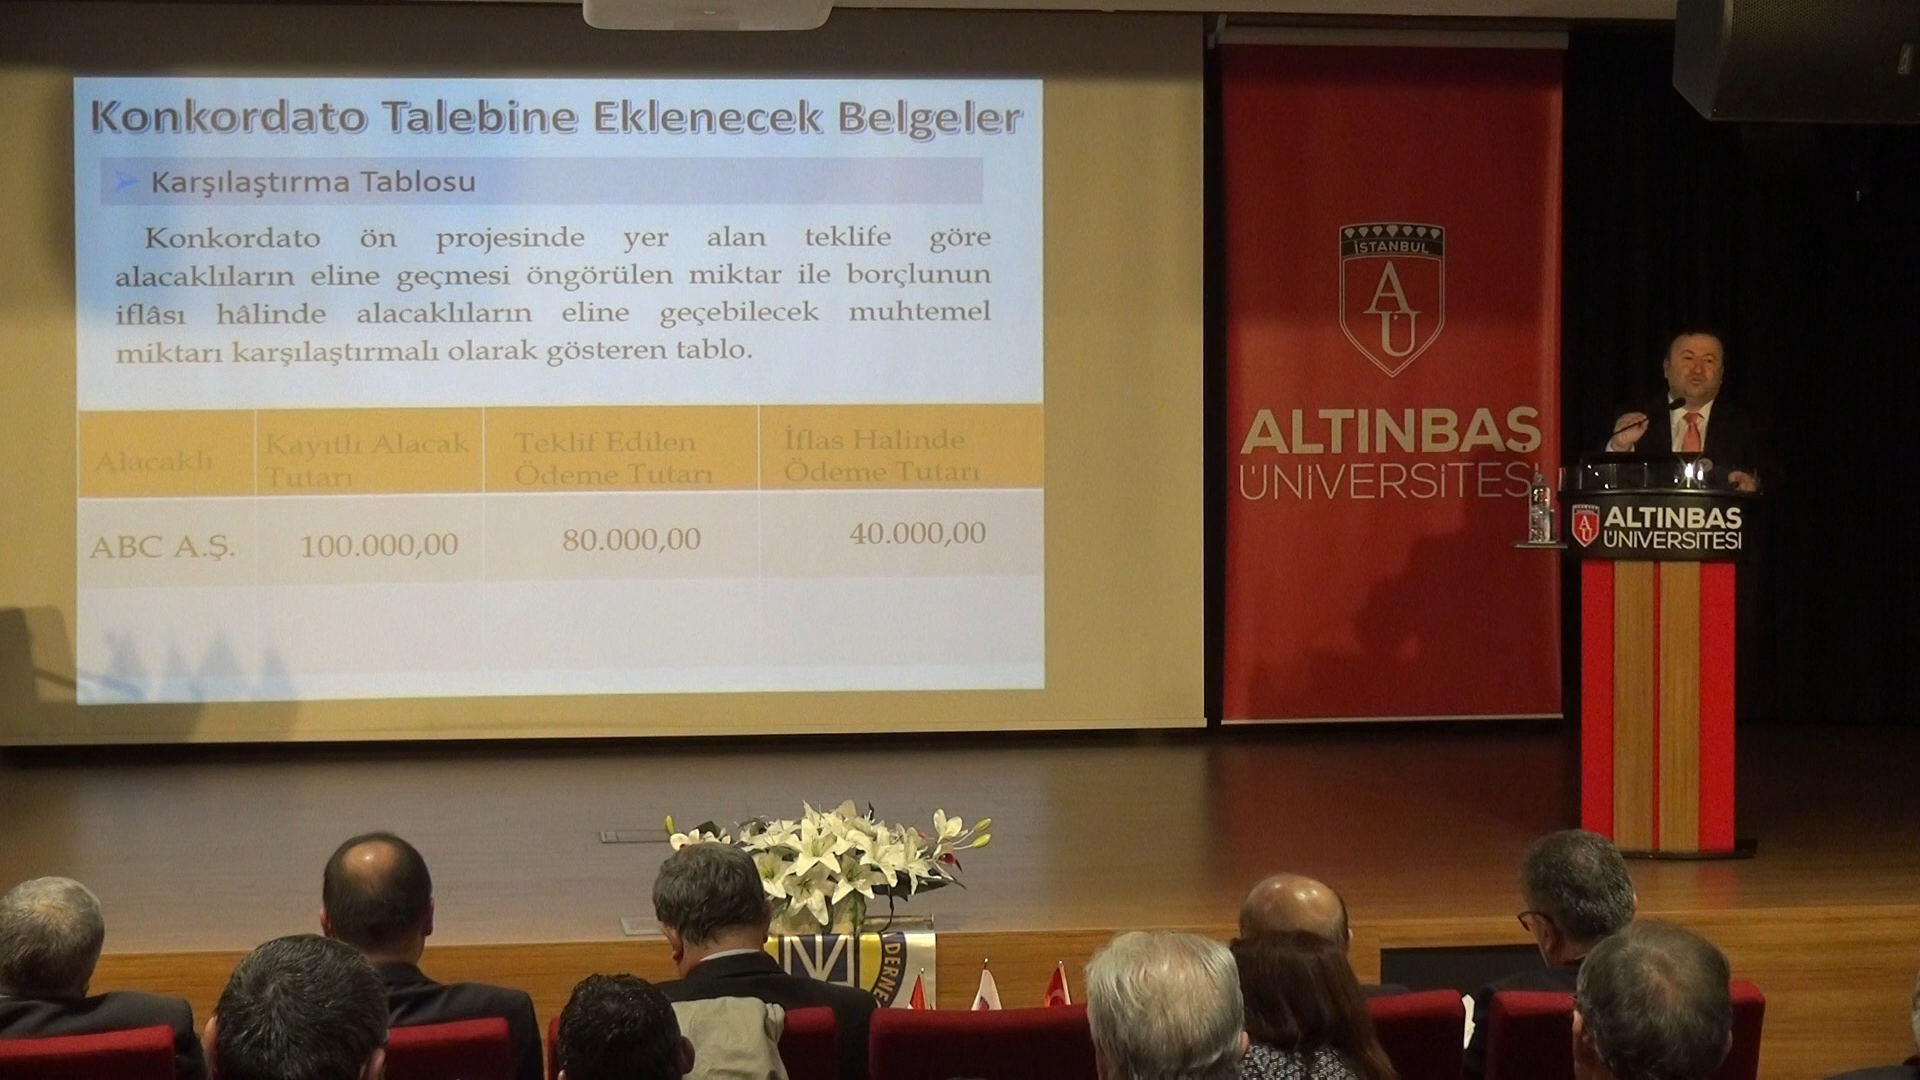 Konkordato Talebine Eklenecek Belgeler
Karşılaştırma Tablosu
Konkordato ön projesinde yer alan teklife göre
alacaklıların eline geçmesi öngörülen miktar ile borçlunun
iflâsı hâlinde alacaklıların eline geçebilecek muhtemel
miktarı karşılaştırmalı olarak gösteren tablo.
Alacaklı
Kayıtlı Alacak
Tutarı
Teklif Edilen
Ödeme Tutarı
İflas Halinde
Ödeme Tutarı
ABC A.Ş.
100.000,00
80.000,00
40.000,00
İSTANBUL
AÜ
ALTINBAŞ
ÜNİVERSİTESİ
AÜ
ALTINBAŞ
ÜNİVERSİTESİ
DERNE